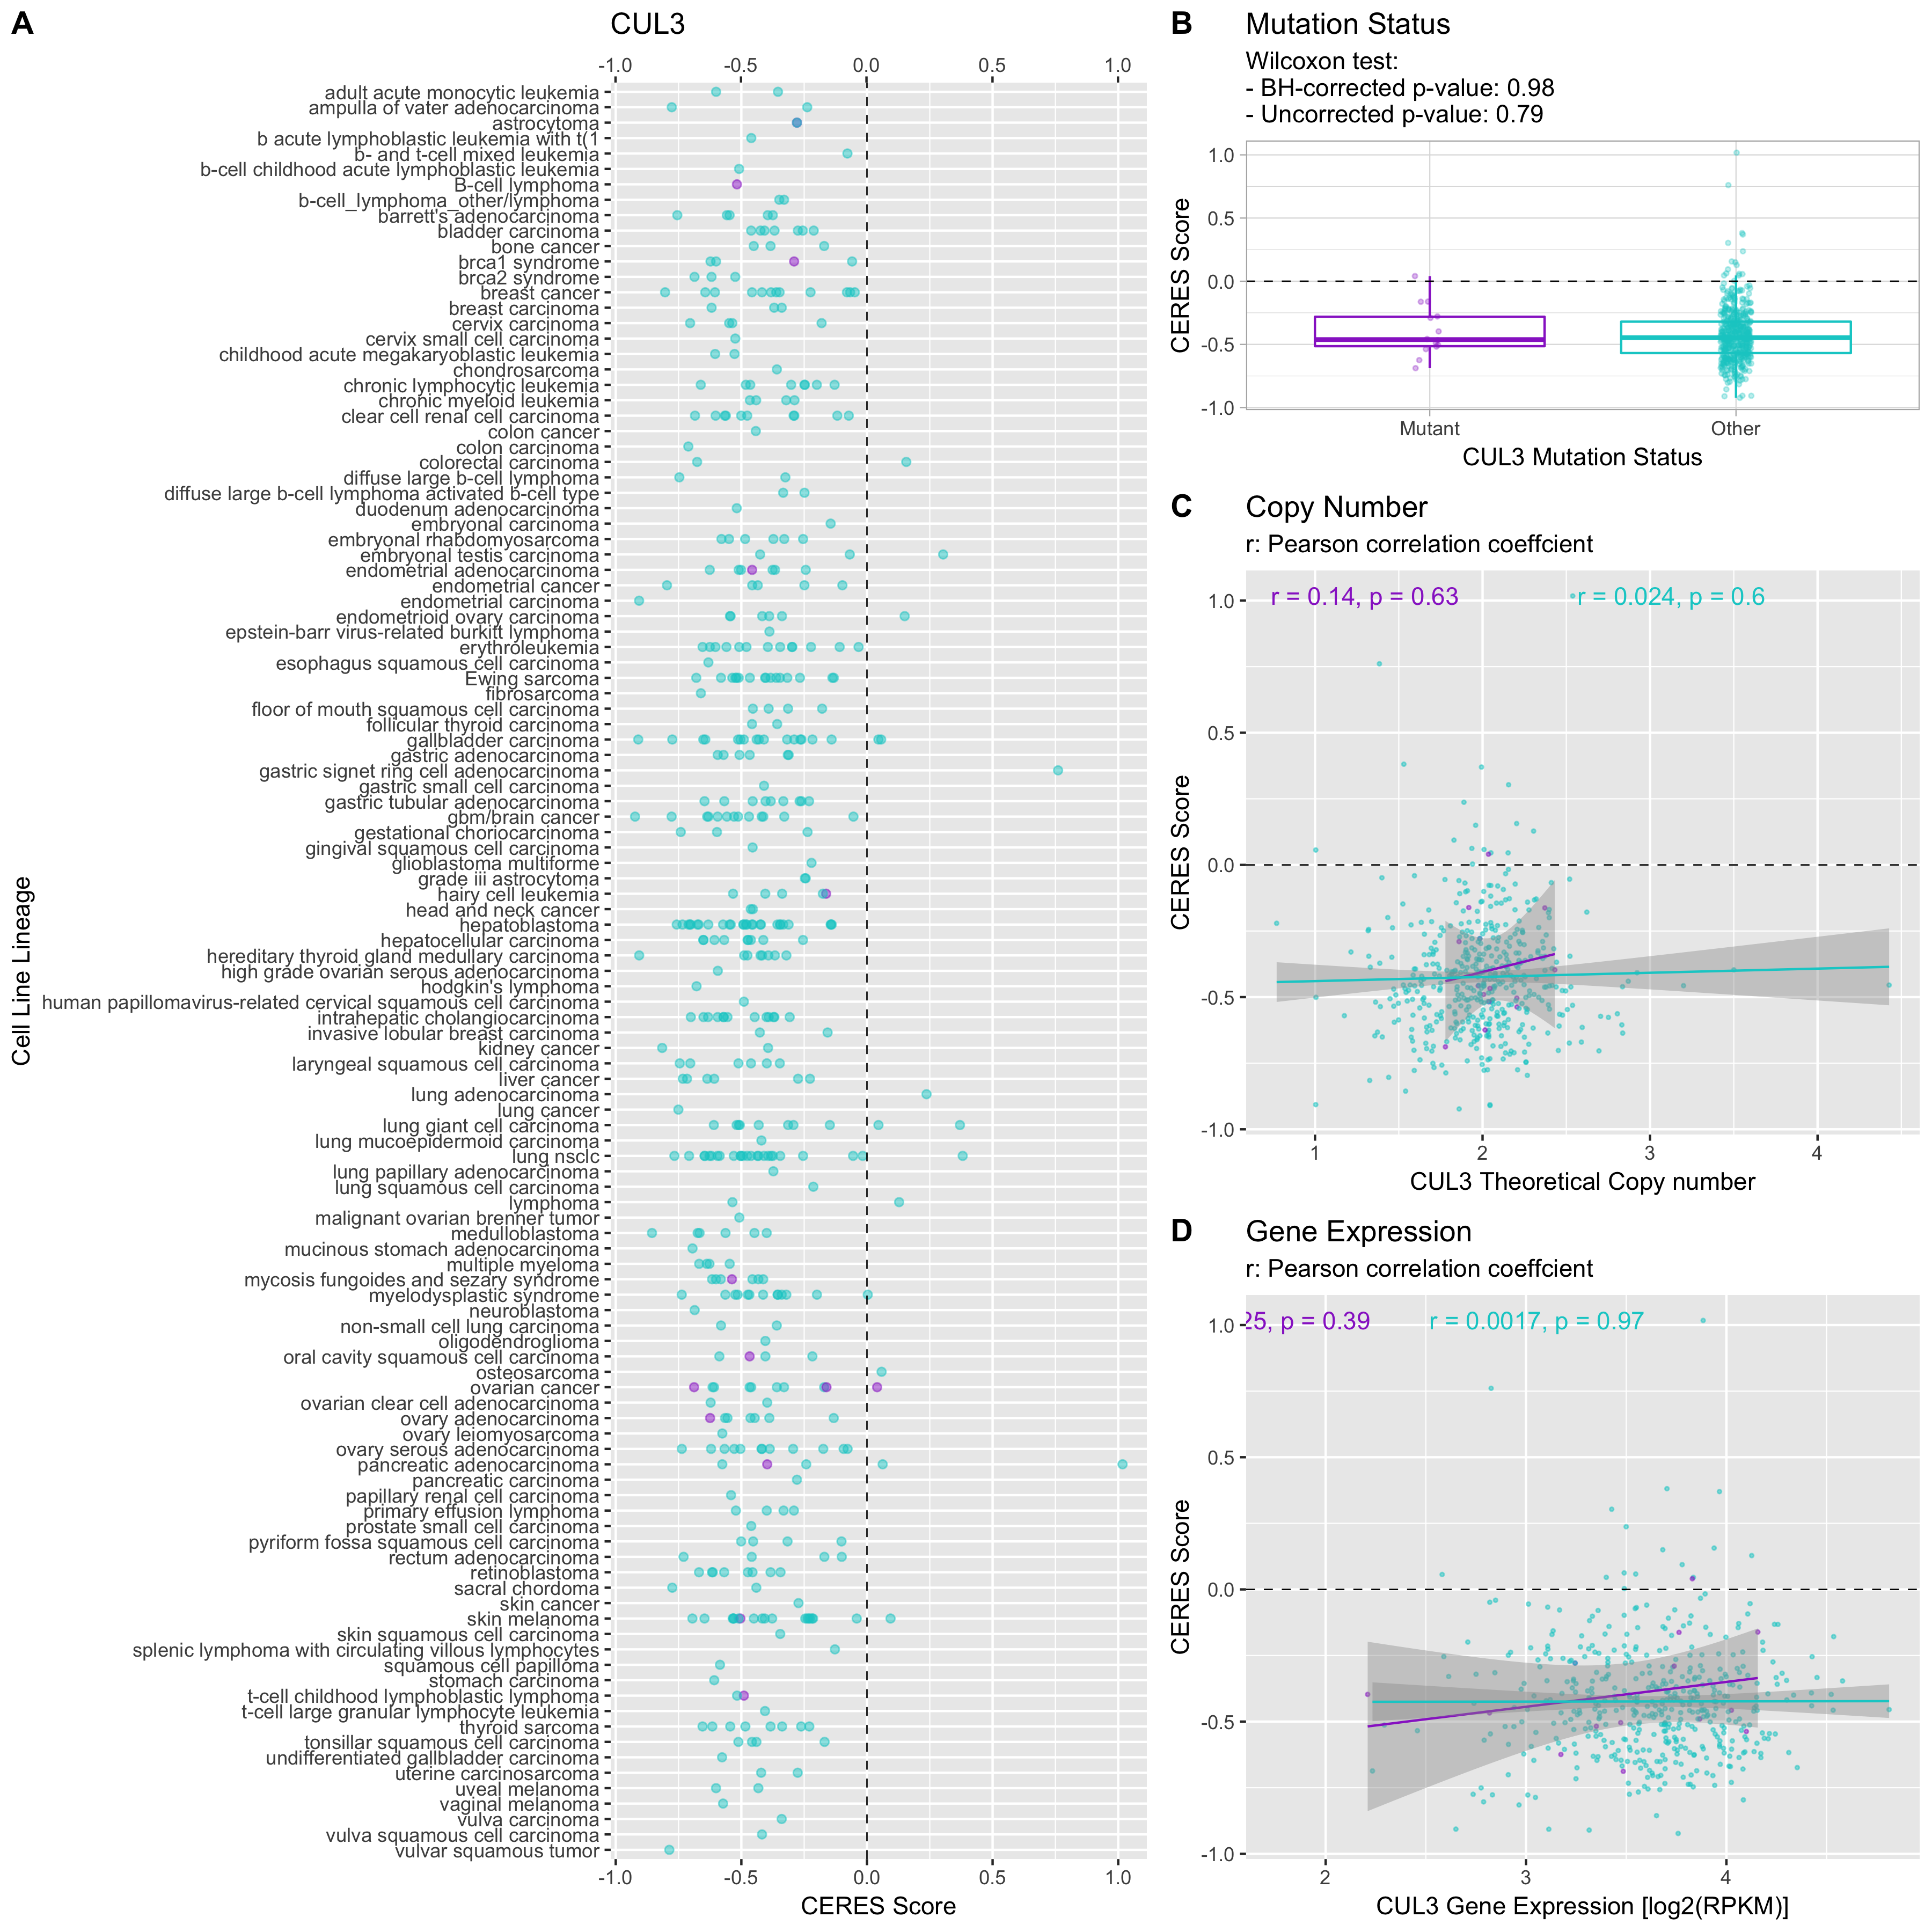 A
CUL3
-1.0 -0.5 0.0 0.5 1.0
adult acute monocytic leukemia
ampulla of vater adenocarcinoma
astrocytoma
b acute lymphoblastic leukemia with t(1
b- and t-cell mixed leukemia
b-cell childhood acute lymphoblastic leukemia
B-cell lymphoma
b-cell_lymphoma_other/lymphoma
barrett's adenocarcinoma
bladder carcinoma
bone cancer
brca1 syndrome
brca2 syndrome
breast cancer
breast carcinoma
cervix carcinoma
cervix small cell carcinoma
childhood acute megakaryoblastic leukemia
chondrosarcoma
chronic lymphocytic leukemia
chronic myeloid leukemia
clear cell renal cell carcinoma
colon cancer
colon carcinoma
colorectal carcinoma
diffuse large b-cell lymphoma
diffuse large b-cell lymphoma activated b-cell type
duodenum adenocarcinoma
embryonal carcinoma
embryonal rhabdomyosarcoma
embryonal testis carcinoma
endometrial adenocarcinoma
endometrial cancer
endometrial carcinoma
endometrioid ovary carcinoma
epstein-barr virus-related burkitt lymphoma
erythroleukemia
esophagus squamous cell carcinoma
Ewing sarcoma
fibrosarcoma
floor of mouth squamous cell carcinoma
follicular thyroid carcinoma
gallbladder carcinoma
gastric adenocarcinoma
gastric signet ring cell adenocarcinoma
gastric small cell carcinoma
gastric tubular adenocarcinoma
gbm/brain cancer
gestational choriocarcinoma
gingival squamous cell carcinoma
glioblastoma multiforme
grade iii astrocytoma
hairy cell leukemia
head and neck cancer
hepatoblastoma
hepatocellular carcinoma
hereditary thyroid gland medullary carcinoma
high grade ovarian serous adenocarcinoma
hodgkin's lymphoma
human papillomavirus-related cervical squamous cell carcinoma
intrahepatic cholangiocarcinoma
invasive lobular breast carcinoma
kidney cancer
laryngeal squamous cell carcinoma
liver cancer
lung adenocarcinoma
lung cancer
lung giant cell carcinoma
lung mucoepidermoid carcinoma
lung nsclc
lung papillary adenocarcinoma
lung squamous cell carcinoma
lymphoma
malignant ovarian brenner tumor
medulloblastoma
mucinous stomach adenocarcinoma
multiple myeloma
mycosis fungoides and sezary syndrome
myelodysplastic syndrome
neuroblastoma
non-small cell lung carcinoma
oligodendroglioma
oral cavity squamous cell carcinoma
osteosarcoma
ovarian cancer
ovarian clear cell adenocarcinoma
ovary adenocarcinoma
ovary leiomyosarcoma
ovary serous adenocarcinoma
pancreatic adenocarcinoma
pancreatic carcinoma
papillary renal cell carcinoma
primary effusion lymphoma
prostate small cell carcinoma
pyriform fossa squamous cell carcinoma
rectum adenocarcinoma
retinoblastoma
sacral chordoma
skin cancer
skin melanoma
skin squamous cell carcinoma
splenic lymphoma with circulating villous lymphocytes
squamous cell papilloma
stomach carcinoma
t-cell childhood lymphoblastic lymphoma
t-cell large granular lymphocyte leukemia
thyroid sarcoma
tonsillar squamous cell carcinoma
undifferentiated gallbladder carcinoma
uterine carcinosarcoma
uveal melanoma
vaginal melanoma
vulva carcinoma
vulva squamous cell carcinoma
vulvar squamous tumor
-1.0 -0.5 0.0 0.5 1.0
CERES Score
Cell Line Lineage
B
Mutation Status
Wilcoxon test:
- BH-corrected p-value: 0.98
- Uncorrected p-value: 0.79
1.0
0.5
0.0
-0.5
-1.0
CERES Score
Mutant Other
CUL3 Mutation Status
C
Copy Number
r: Pearson correlation coeffcient
r = 0.14, p = 0.63
r = 0.024, p = 0.6
1.0
0.5
0.0
-0.5
-1.0
CERES Score
1 2 3 4
CUL3 Theoretical Copy number
D
Gene Expression
r: Pearson correlation coeffcient
25, p = 0.39
r = 0.0017, p = 0.97
1.0
0.5
0.0
-0.5
-1.0
CERES Score
2 3 4
CUL3 Gene Expression [log2(RPKM)]